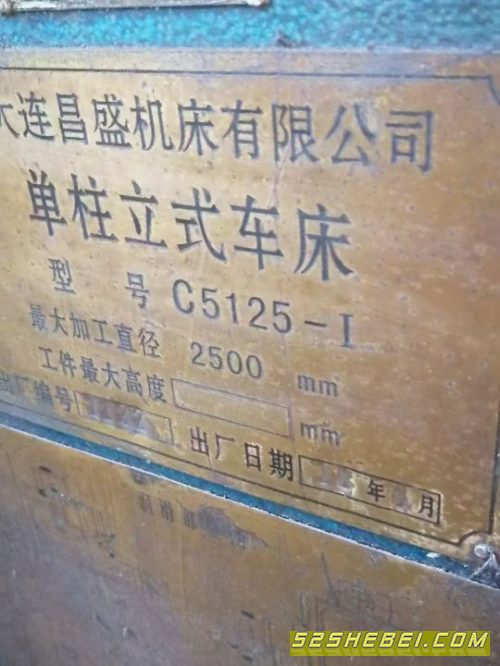 大连昌盛机床有限公司
单柱立式车床
型 号 C5125-I
最大加工直径 2500 mm
工件最大高度 mm
出厂编号 出厂日期 年 月
52SHEBEI.COM